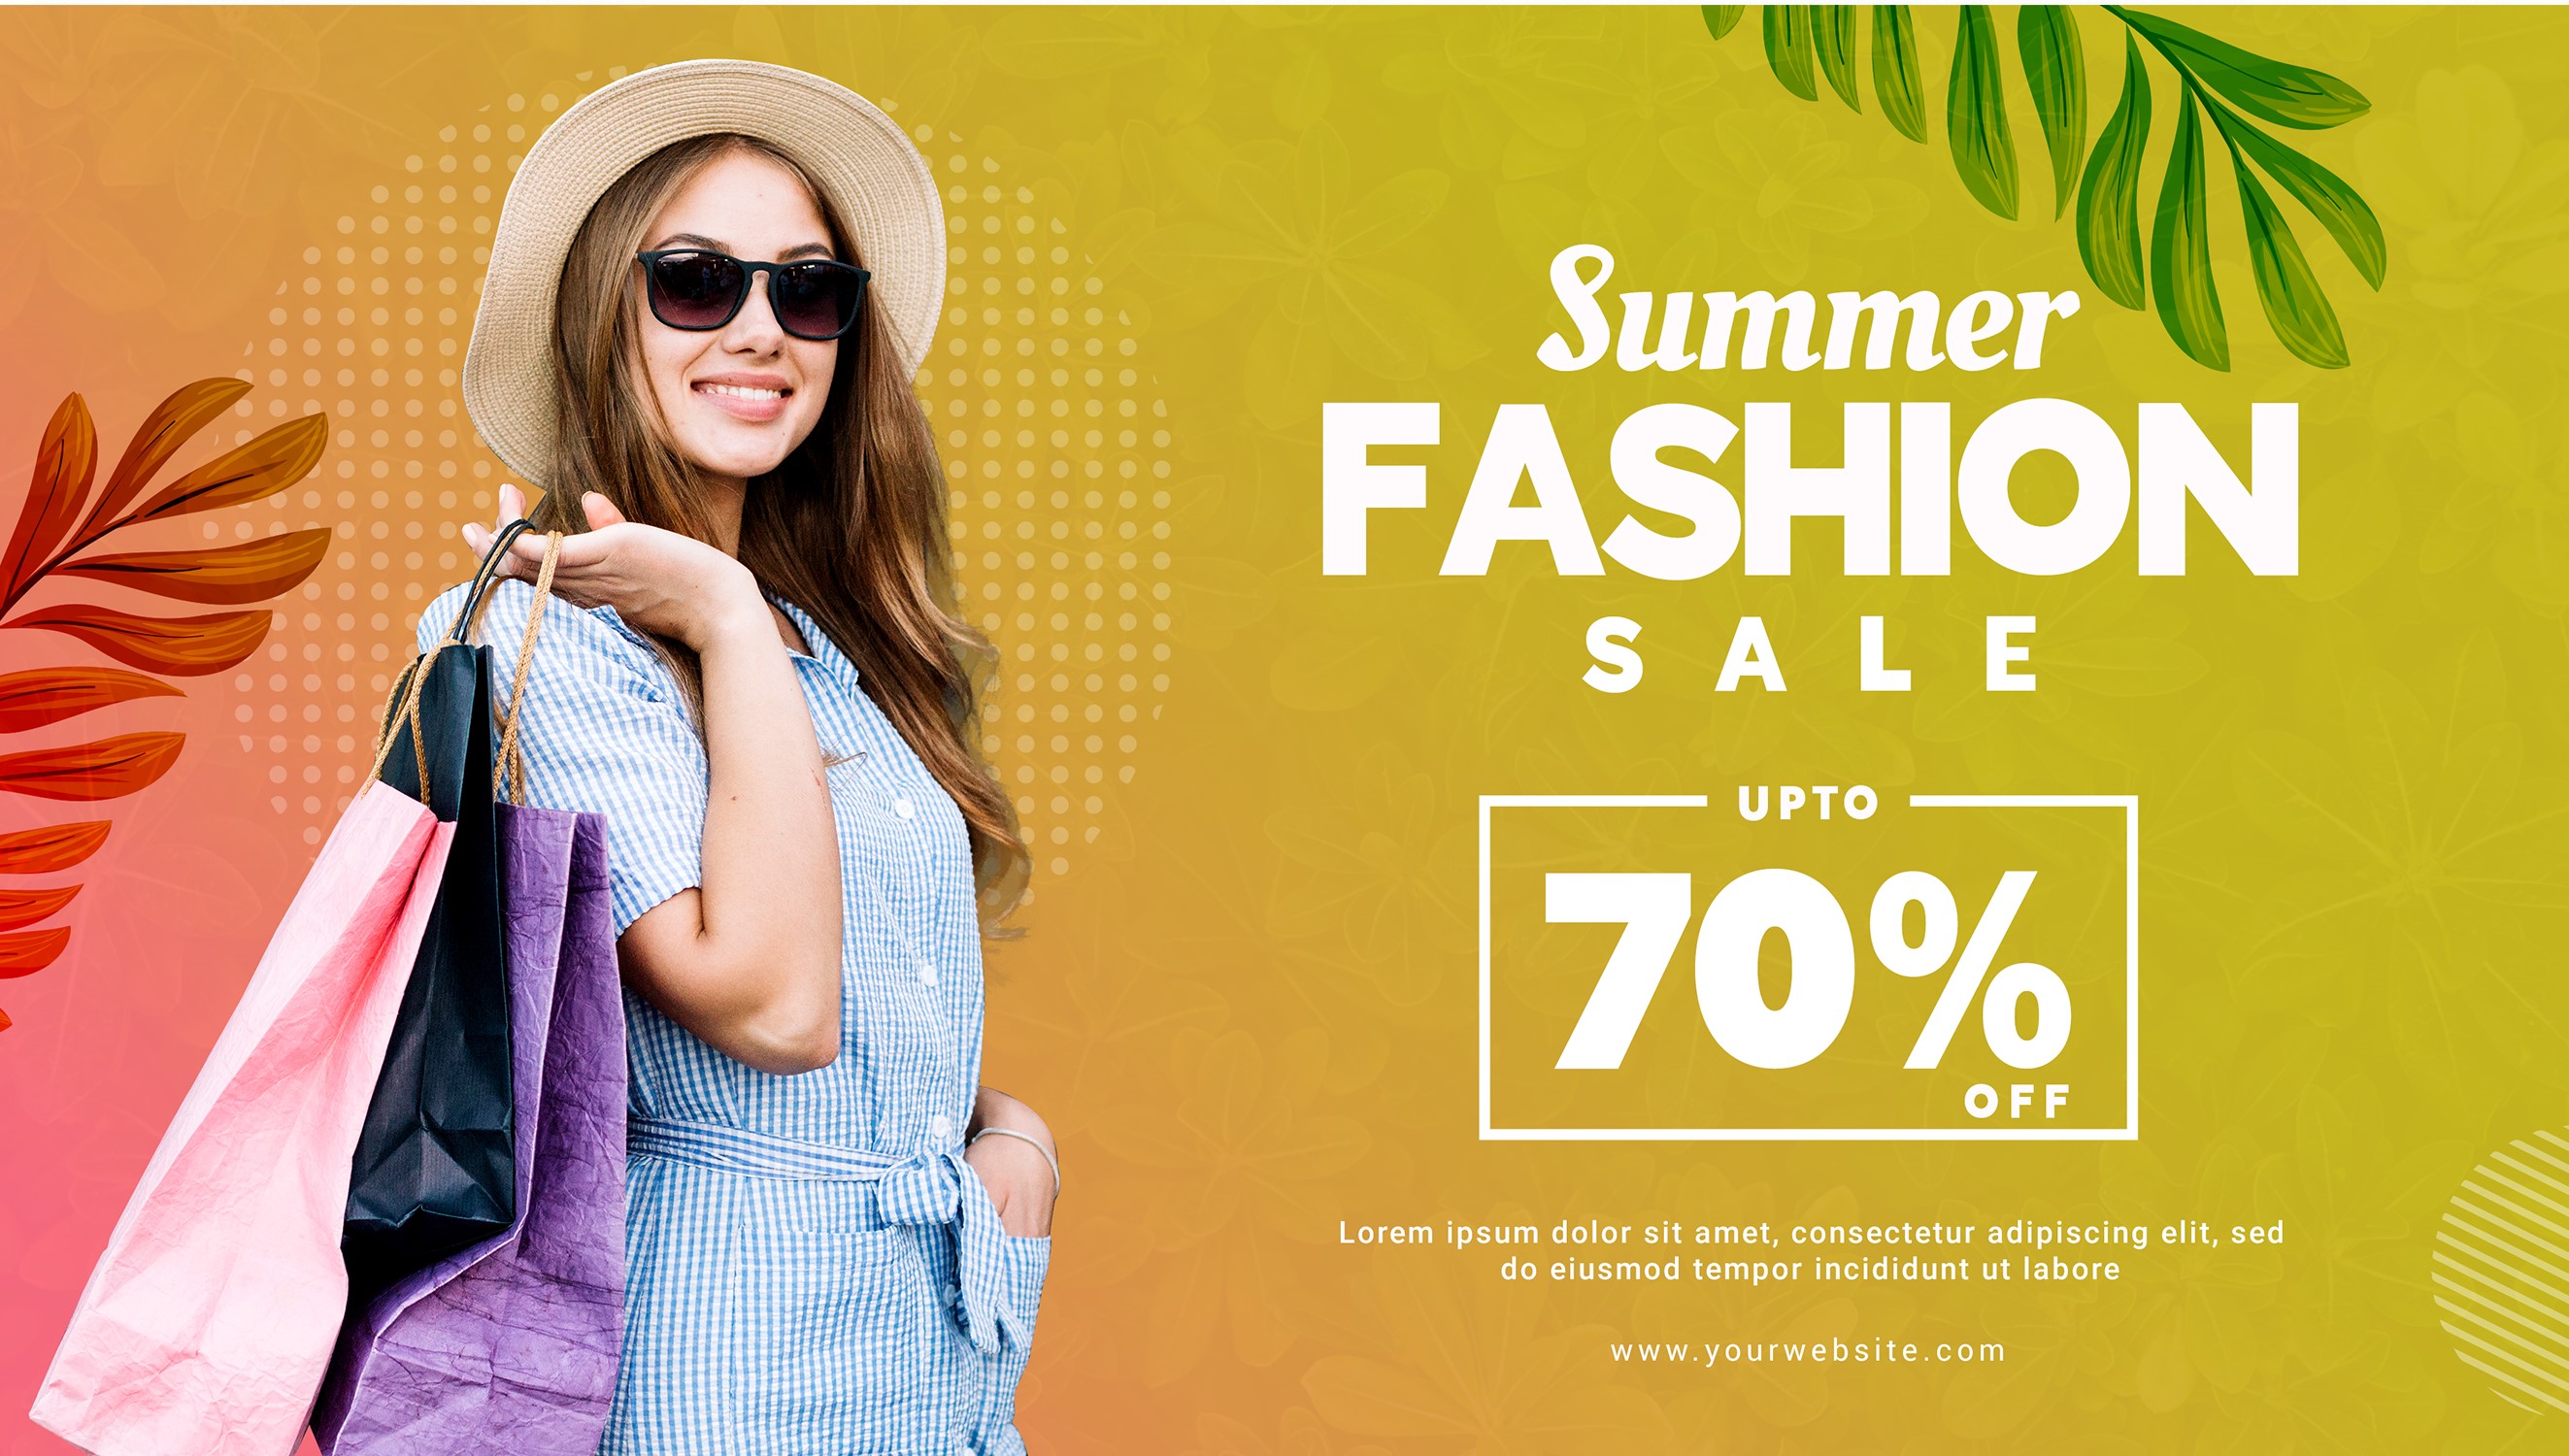 Summer
FASHION
SALE
UPTO
70%
OFF
Lorem ipsum dolor sit amet, consectetur adipiscing elit, sed
do eiusmod tempor incididunt ut labore
www.yourwebsite.com